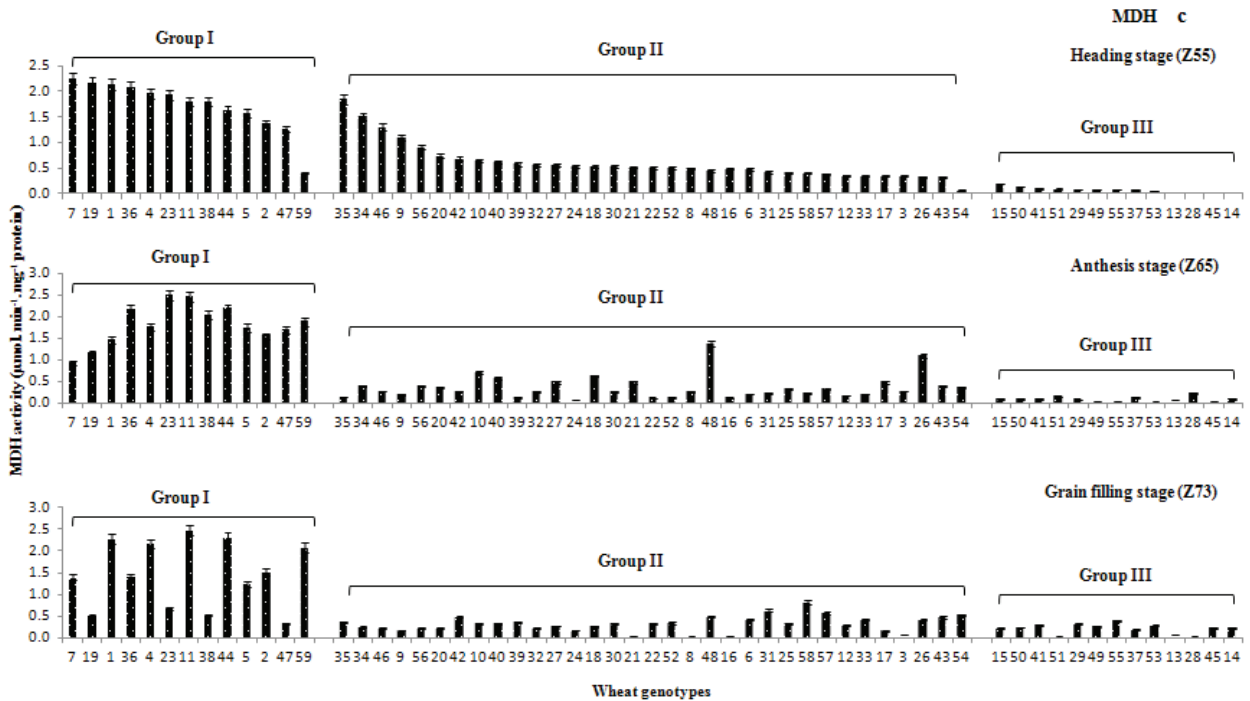 MDH c
Group I
Group II
Heading stage (Z55)
Group III
2.5
2.0
1.5
1.0
0.5
0.0
7 19 1 36 4 23 11 38 44 5 2 47 59 35 34 46 9 56 20 42 10 40 39 32 27 24 18 30 21 22 52 8 48 16 6 31 25 58 57 12 33 17 3 26 43 54 15 50 41 51 29 49 55 37 53 13 28 45 14
MDH activity (µmol. min⁻¹.mg⁻¹ protein)
Group I
Group II
Anthesis stage (Z65)
Group III
3.0
2.5
2.0
1.5
1.0
0.5
0.0
7 19 1 36 4 23 11 38 44 5 2 47 59 35 34 46 9 56 20 42 10 40 39 32 27 24 18 30 21 22 52 8 48 16 6 31 25 58 57 12 33 17 3 26 43 54 15 50 41 51 29 49 55 37 53 13 28 45 14
Group I
Group II
Grain filling stage (Z73)
Group III
3.0
2.5
2.0
1.5
1.0
0.5
0.0
7 19 1 36 4 23 11 38 44 5 2 47 59 35 34 46 9 56 20 42 10 40 39 32 27 24 18 30 21 22 52 8 48 16 6 31 25 58 57 12 33 17 3 26 43 54 15 50 41 51 29 49 55 37 53 13 28 45 14
Wheat genotypes